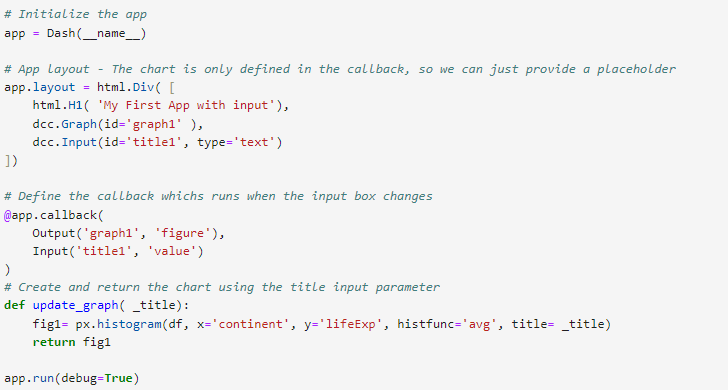 # Initialize the app
app = Dash(__name__)
# App layout - The chart is only defined in the callback, so we can just provide a placeholder
app.layout = html.Div( [
    html.H1( 'My First App with input'),
    dcc.Graph(id='graph1' ),
    dcc.Input(id='title1', type='text')
])
# Define the callback whichs runs when the input box changes
@app.callback(
    Output('graph1', 'figure'),
    Input('title1', 'value')
)
# Create and return the chart using the title input parameter
def update_graph( _title):
    fig1= px.histogram(df, x='continent', y='lifeExp', histfunc='avg', title= _title)
    return fig1
app.run(debug=True)